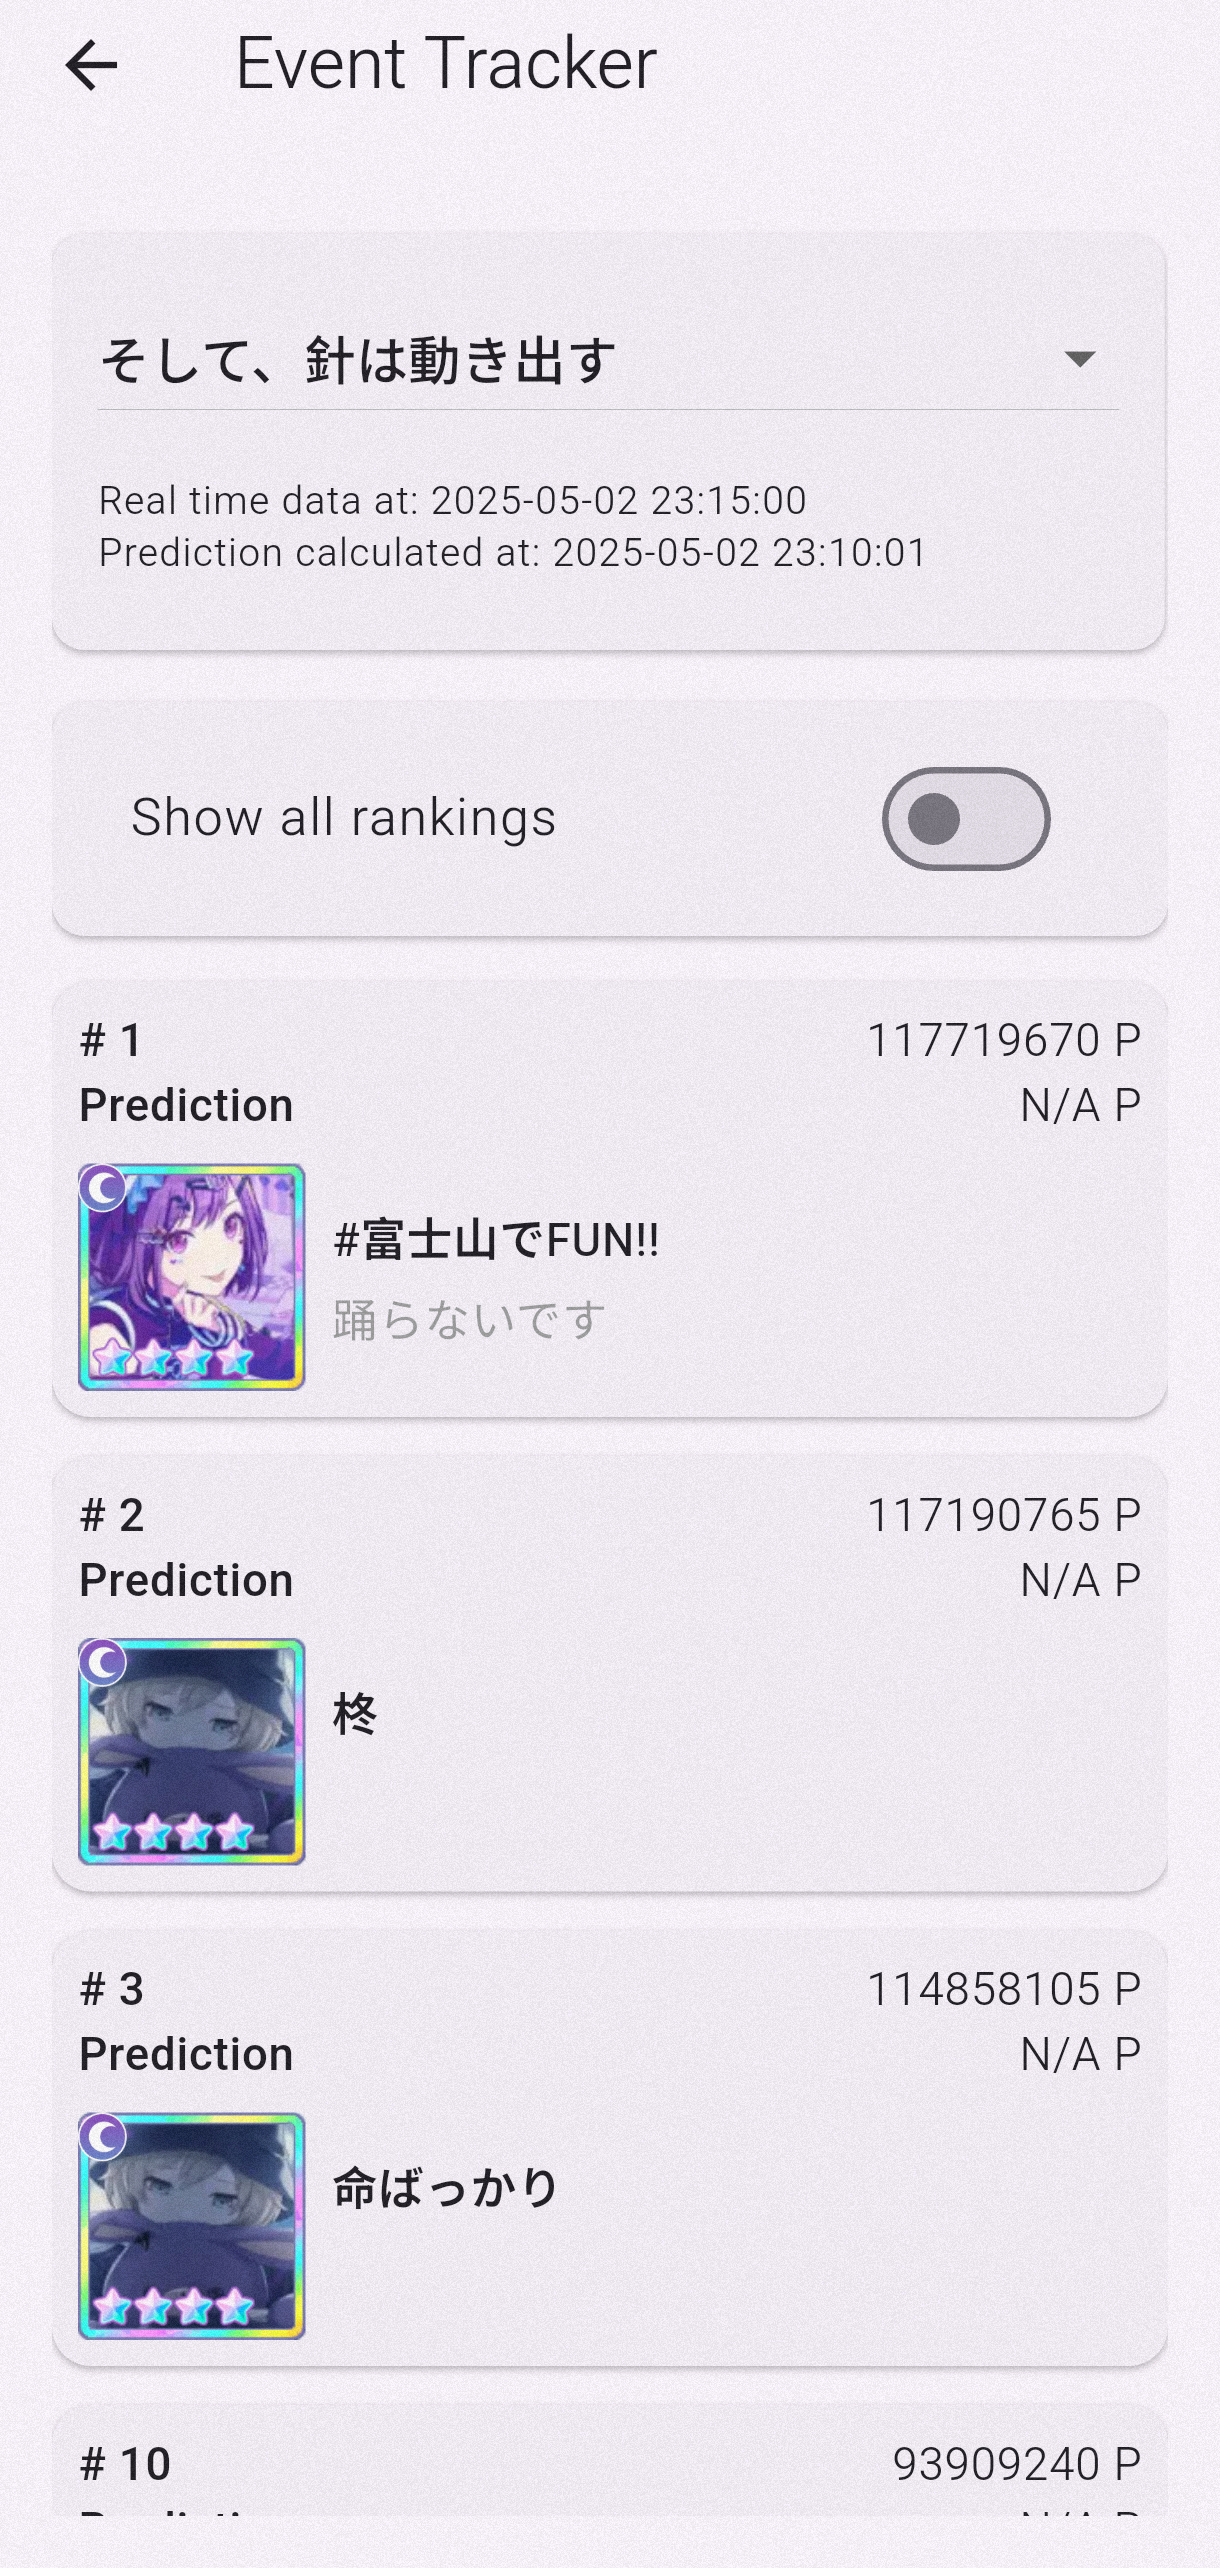 Event Tracker
そして、針は動き出す
Real time data at: 2025-05-02 23:15:00
Prediction calculated at: 2025-05-02 23:10:01
Show all rankings
# 1 117719670 P
Prediction N/A P
#富士山でFUN!!
踊らないです
# 2 117190765 P
Prediction N/A P
柊
# 3 114858105 P
Prediction N/A P
命ばっかり
# 10 93909240 P